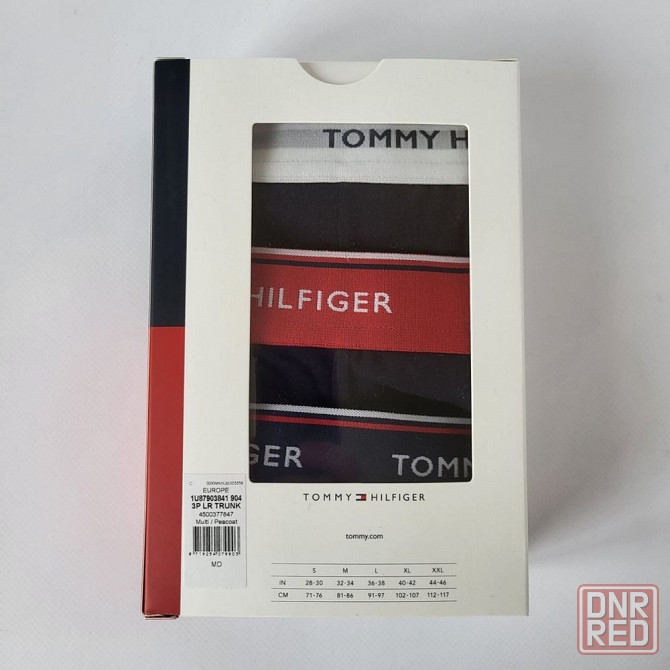 TOMMY H
HILFIGER
GER TOMM
TOMMY HILFIGER
EUROPE
1U87903841 904
3P LR TRUNK
4500377847
Multi / Peacoat
MD
tommy.com
S M L XL XXL
IN 28-30 32-34 36-38 40-42 44-46
CM 71-76 81-86 91-97 102-107 112-117
DNR
RED